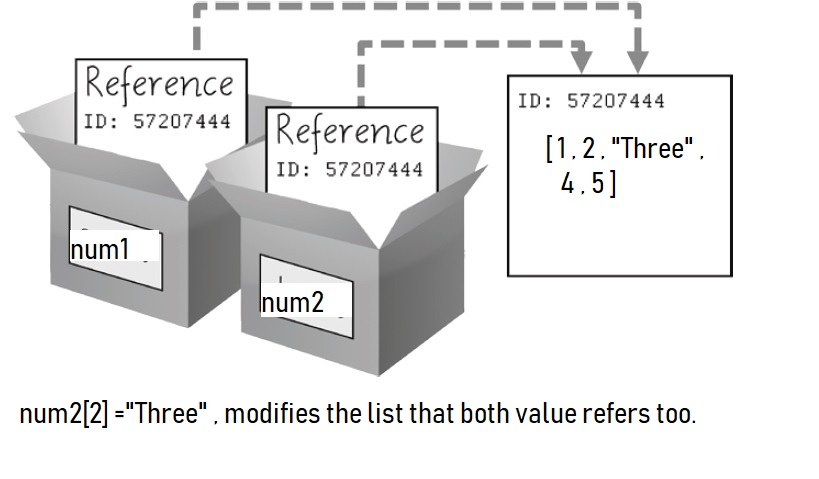 Reference
ID: 57207444
num1
Reference
ID: 57207444
num2
ID: 57207444
[1, 2, "Three",
4, 5]
num2[2] ="Three" , modifies the list that both value refers too.